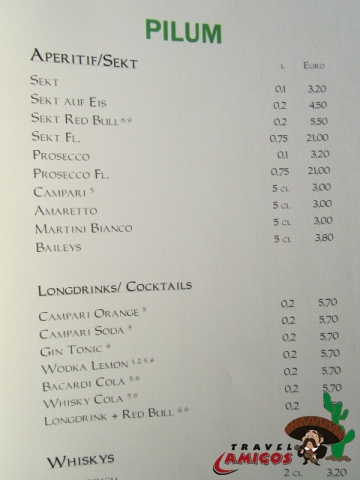 PILUM
APERITIF/SEKT L EURO
SEKT 0,1 3,20
SEKT AUF EIS 0,2 4,50
SEKT RED BULL 6,9 0,2 5,50
SEKT FL. 0,75 21,00
PROSECCO 0,1 3,20
PROSECCO FL. 0,75 21,00
CAMPARI 5 5 CL 3,00
AMARETTO 5 CL 3,00
MARTINI BIANCO 5 CL 3,00
BAILEYS 5 CL 3,80
LONGDRINKS/ COCKTAILS
CAMPARI ORANGE 5 0,2 5,70
CAMPARI SODA 5 0,2 5,70
GIN TONIC 0,2 5,70
WODKA LEMON 0,2 5,70
BACARDI COLA 5,6 0,2 5,70
WHISKY COLA 5,6 0,2 5,70
LONGDRINK + RED BULL 6,9 0,2
WHISKYS
2 CL 3,20
TRAVEL
AMIGOS